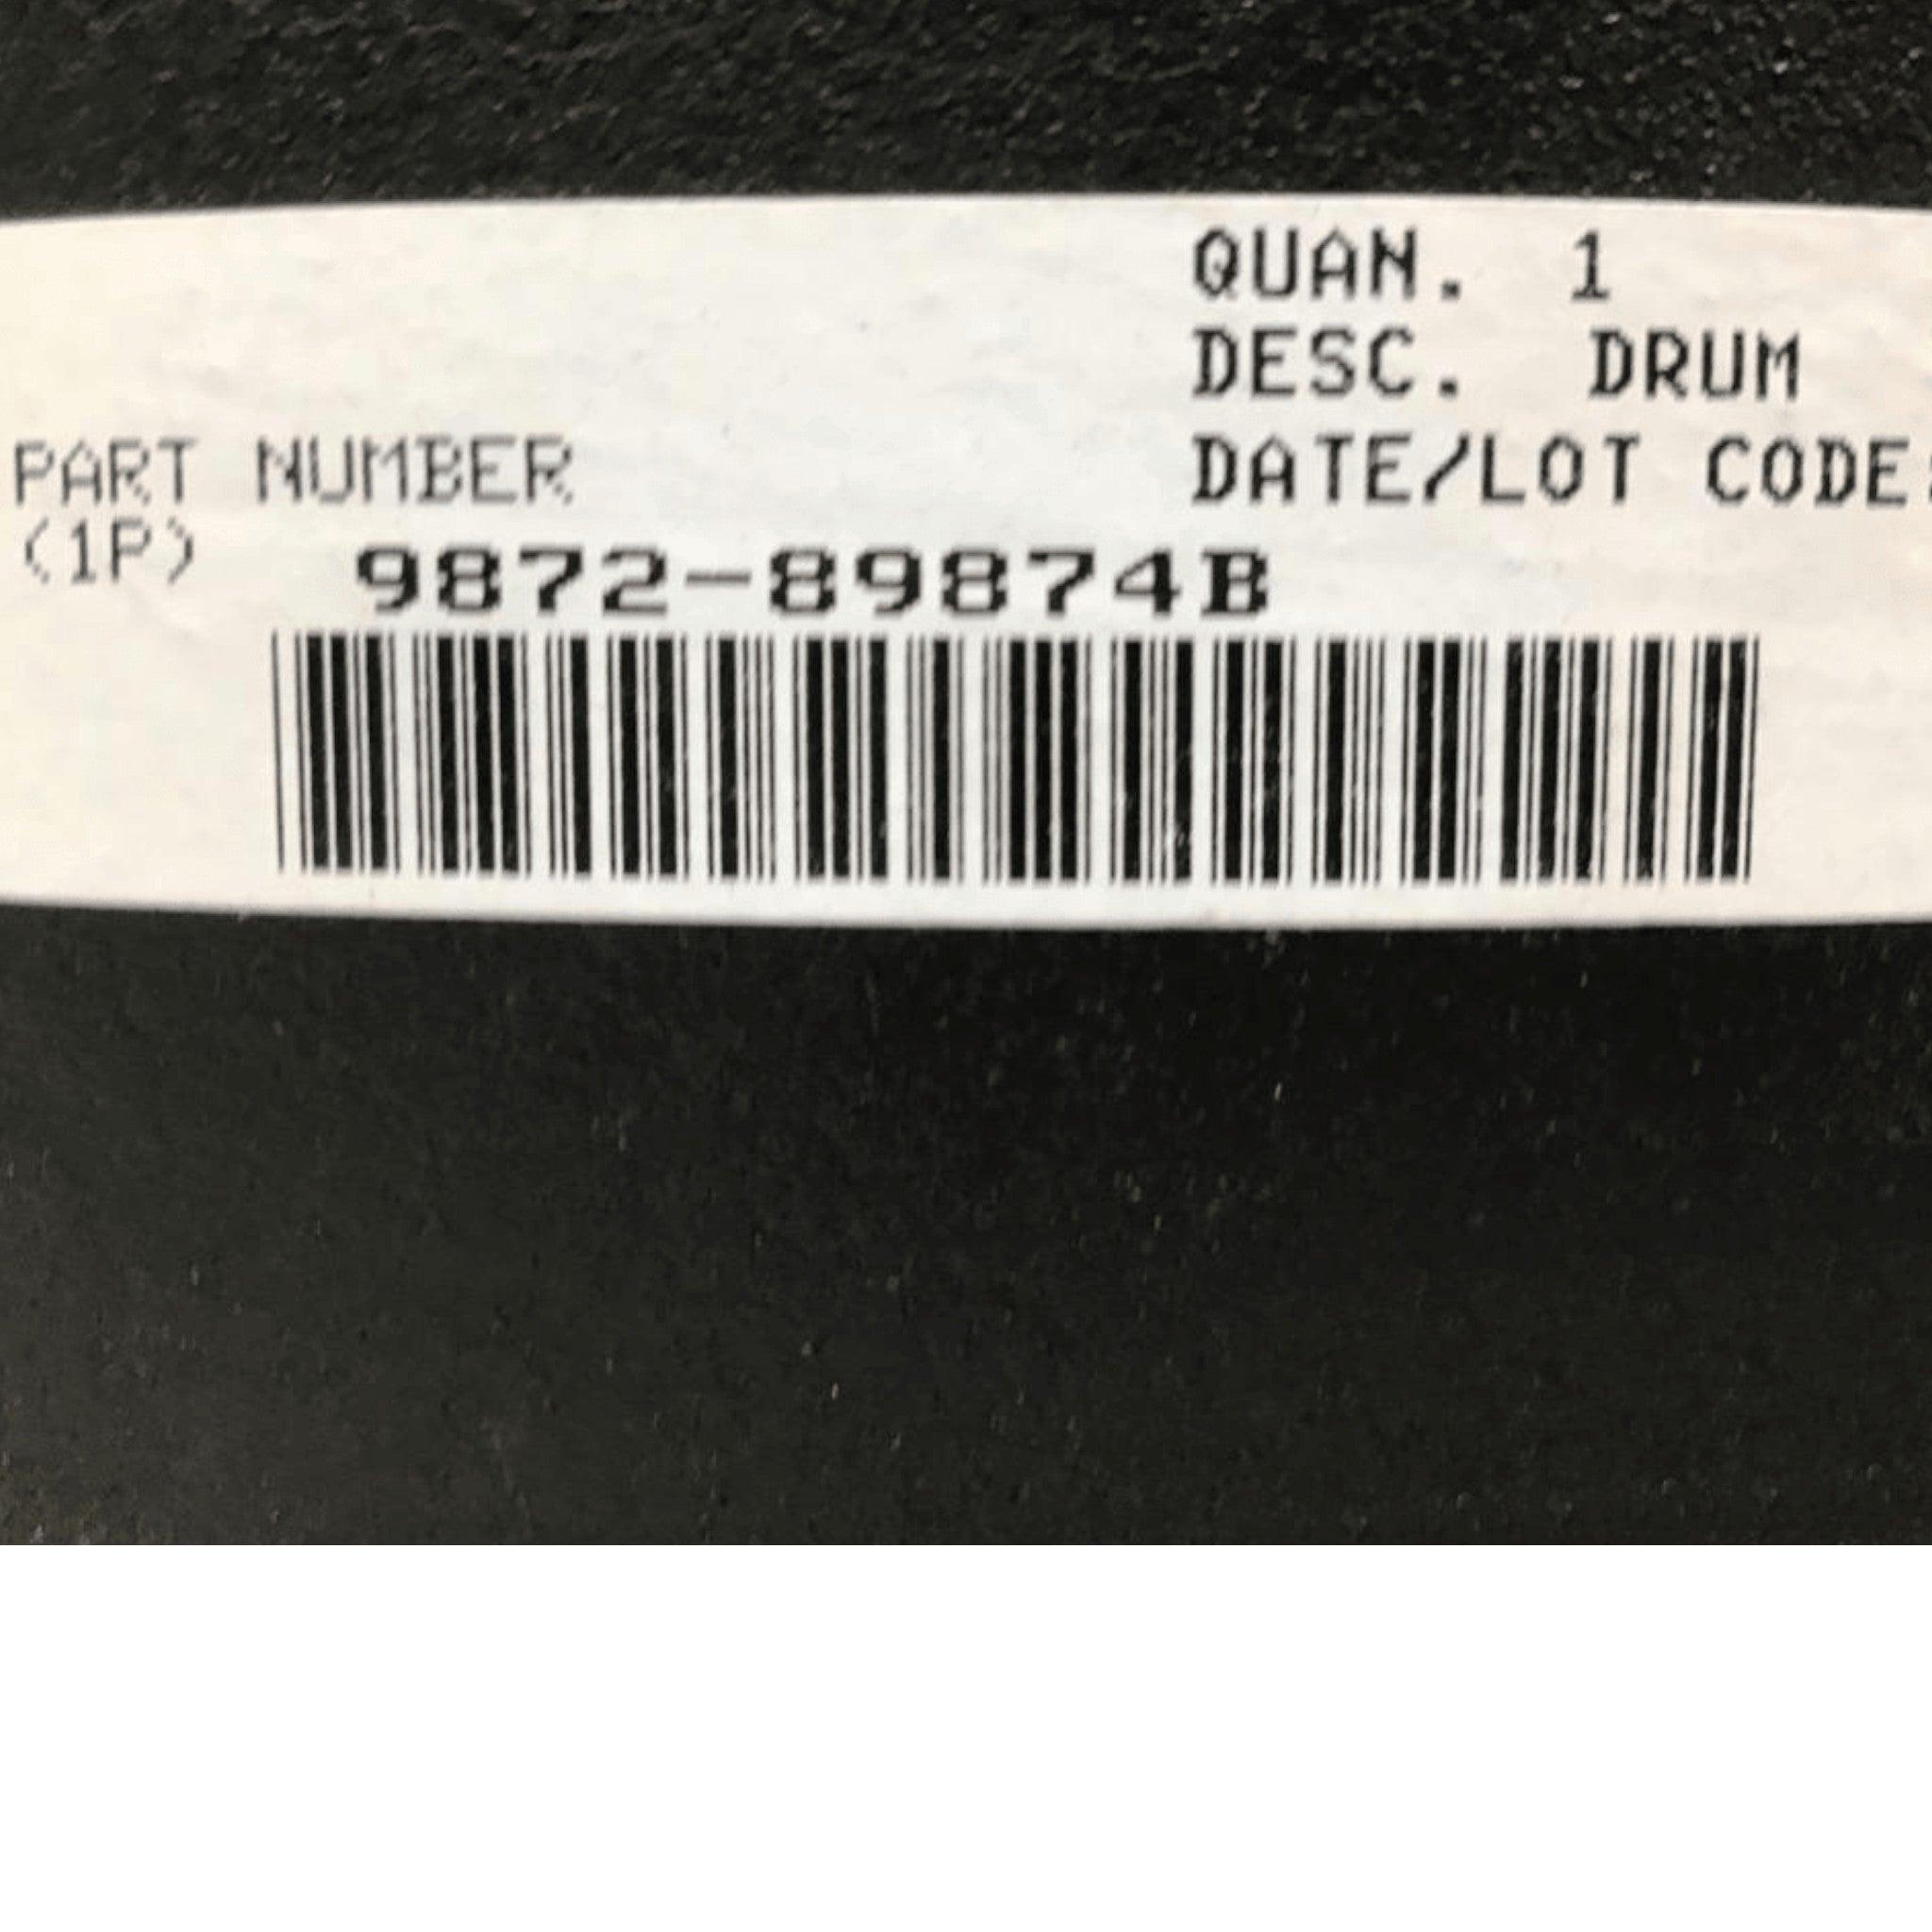 QUAN. 1
DESC. DRUM
PART NUMBER
DATE/LOT CODE:
(1P)
9872-89874B